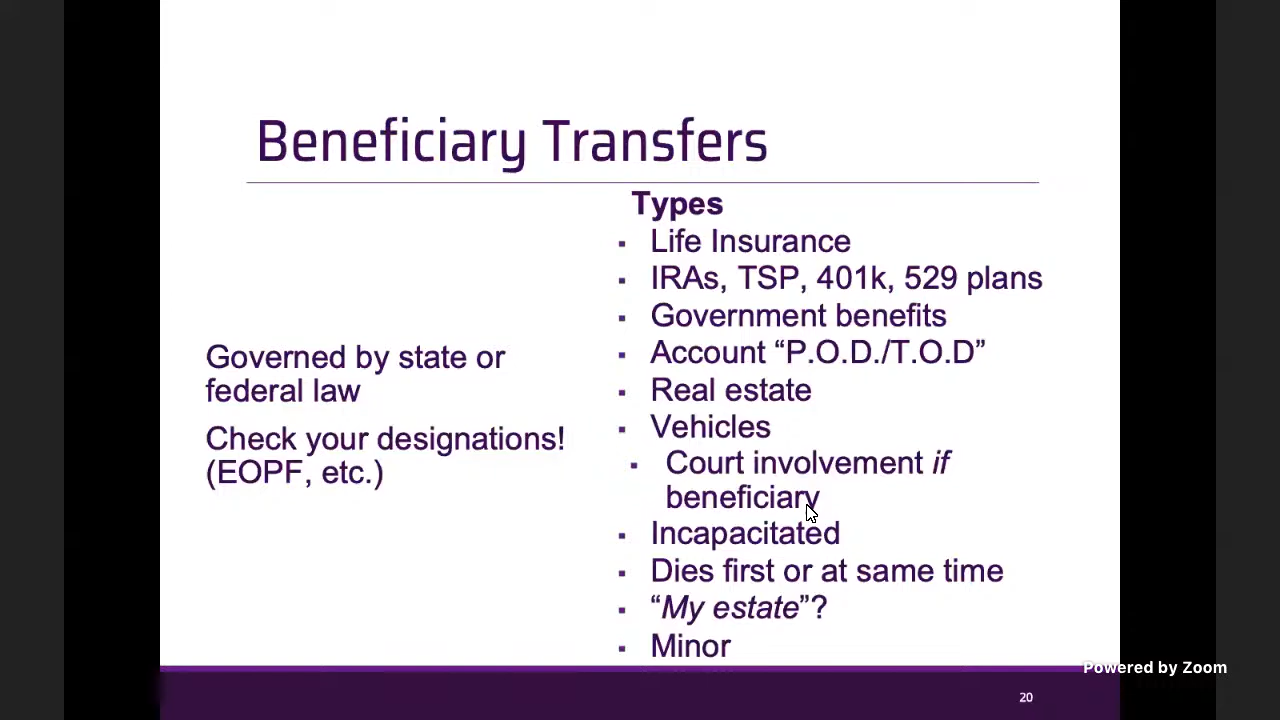 Beneficiary Transfers
Governed by state or
federal law
Check your designations!
(EOPF, etc.)
Types
▪ Life Insurance
▪ IRAs, TSP, 401k, 529 plans
▪ Government benefits
▪ Account “P.O.D./T.O.D”
▪ Real estate
▪ Vehicles
▪ Court involvement if
beneficiary
▪ Incapacitated
▪ Dies first or at same time
▪ “My estate”?
▪ Minor
Powered by Zoom
20